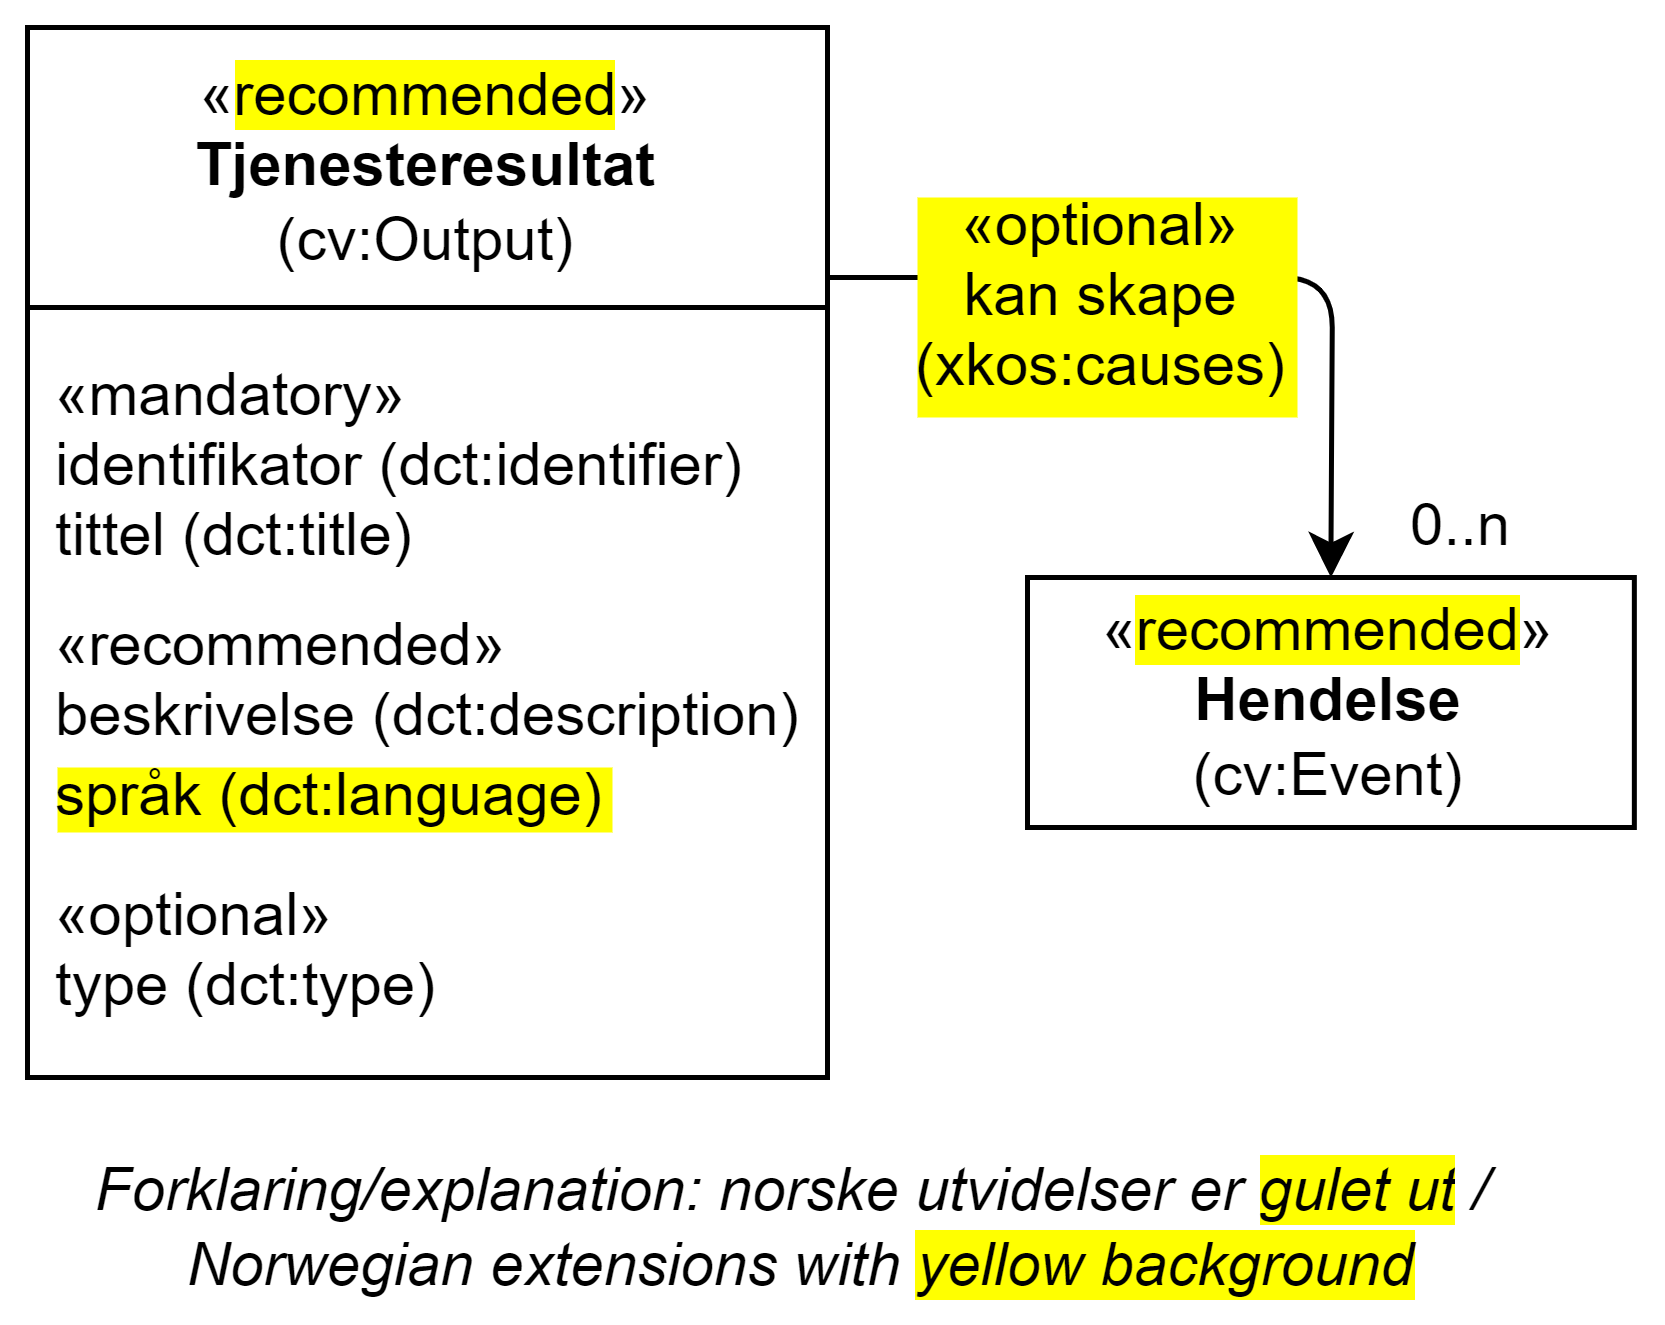 «recommended»
Tjenesteresultat
(cv:Output)
«mandatory»
identifikator (dct:identifier)
tittel (dct:title)
«recommended»
beskrivelse (dct:description)
språk (dct:language)
«optional»
type (dct:type)
«optional»
kan skape
(xkos:causes)
0..n
«recommended»
Hendelse
(cv:Event)
Forklaring/explanation: norske utvidelser er gulet ut /
Norwegian extensions with yellow background